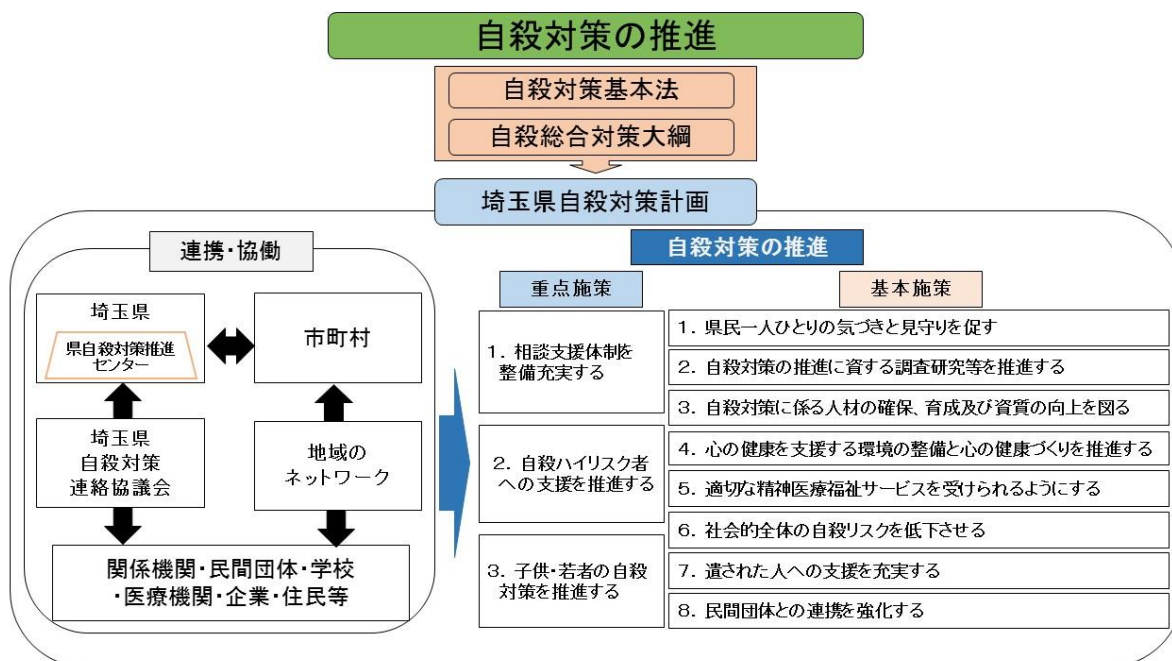 自殺対策の推進
自殺対策基本法
自殺総合対策大綱
埼玉県自殺対策計画
連携・協働
埼玉県
県自殺対策推進
センター
市町村
埼玉県
自殺対策
連絡協議会
地域の
ネットワーク
関係機関・民間団体・学校
・医療機関・企業・住民等
自殺対策の推進
重点施策
1. 相談支援体制を
整備充実する
2. 自殺ハイリスク者
への支援を推進する
3. 子供・若者の自殺
対策を推進する
基本施策
1. 県民一人ひとりの気づきと見守りを促す
2. 自殺対策の推進に資する調査研究等を推進する
3. 自殺対策に係る人材の確保、育成及び資質の向上を図る
4. 心の健康を支援する環境の整備と心の健康づくりを推進する
5. 適切な精神医療福祉サービスを受けられるようにする
6. 社会的全体の自殺リスクを低下させる
7. 遺された人への支援を充実する
8. 民間団体との連携を強化する